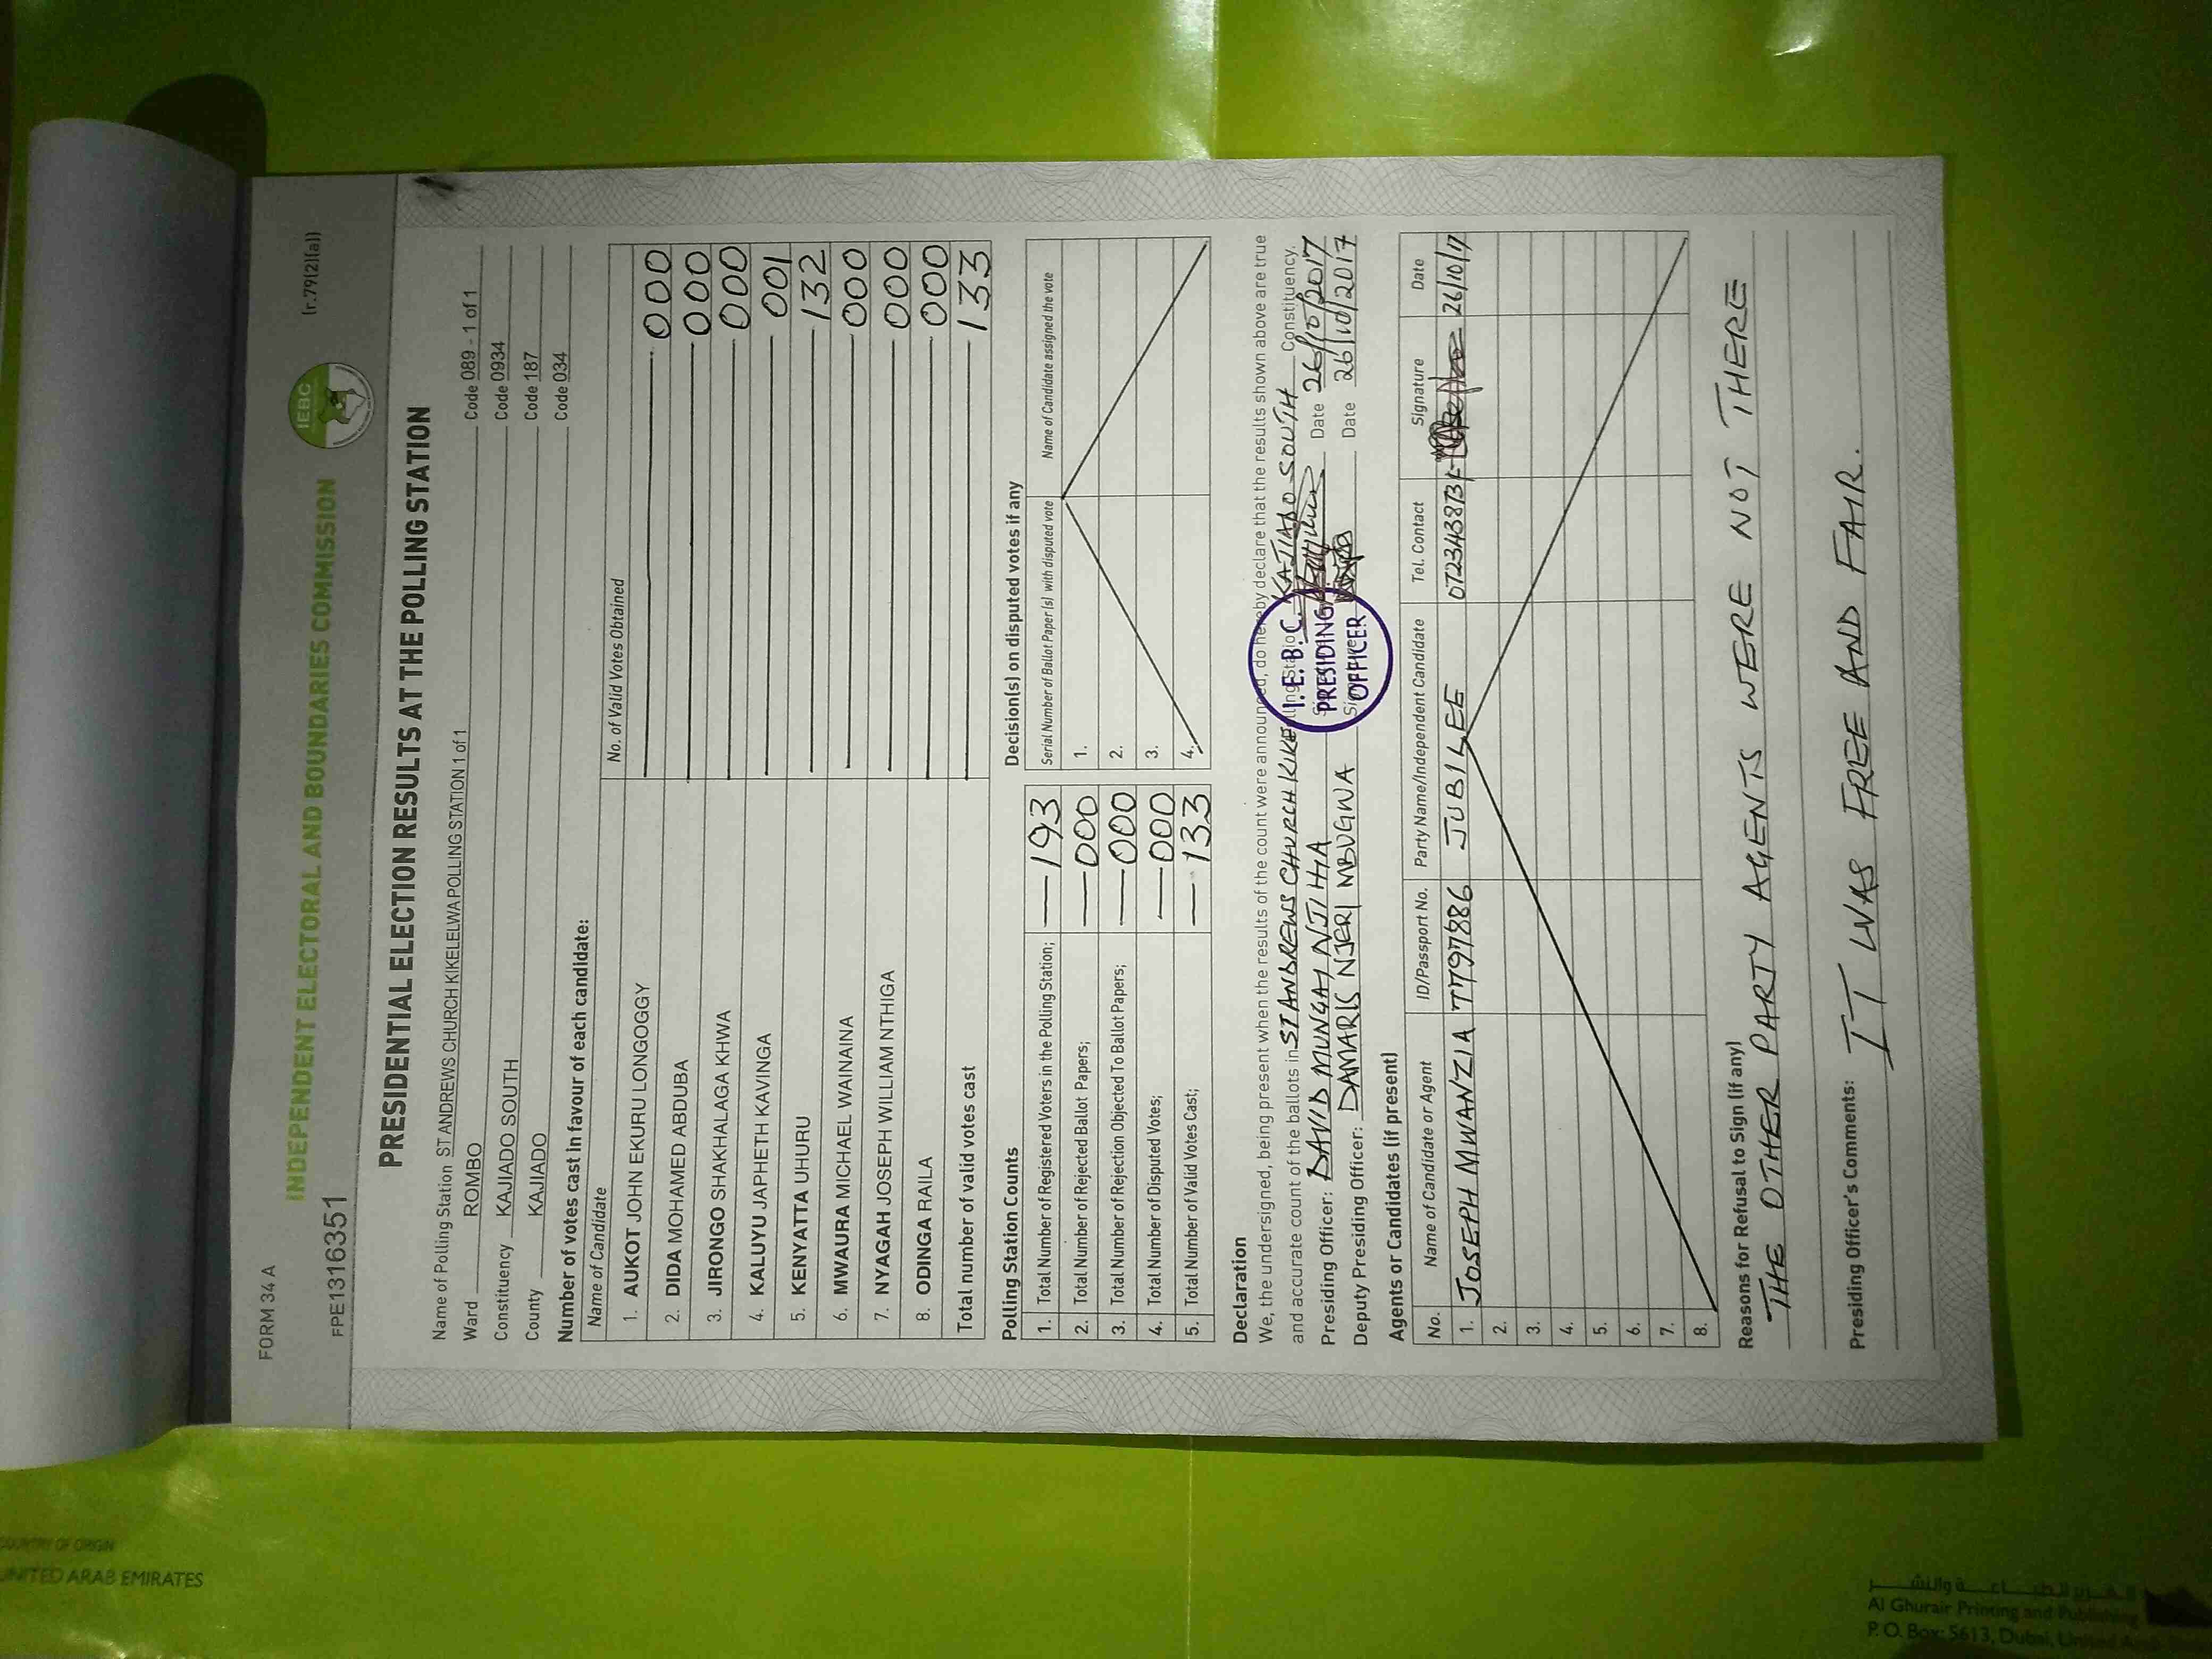 FORM 34 A
(r.79(2)(a))
IEBC
INDEPENDENT ELECTORAL AND BOUNDARIES COMMISSION
FPE1316351
PRESIDENTIAL ELECTION RESULTS AT THE POLLING STATION
Name of Polling Station ST ANDREWS CHURCH KIKELELWA POLLING STATION 1 of 1 Code 089 - 1 of 1
Ward ROMBO Code 0934
Constituency KAJIADO SOUTH Code 187
County KAJIADO Code 034
Number of votes cast in favour of each candidate:
Name of Candidate No. of Valid Votes Obtained
1. AUKOT JOHN EKURU LONGOGGY 000
2. DIDA MOHAMED ABDUBA 000
3. JIRONGO SHAKHALAGA KHWA 000
4. KALUYU JAPHETH KAVINGA 001
5. KENYATTA UHURU 132
6. MWAURA MICHAEL WAINAINA 000
7. NYAGAH JOSEPH WILLIAM NTHIGA 000
8. ODINGA RAILA 000
Total number of valid votes cast 133
Polling Station Counts
1. Total Number of Registered Voters in the Polling Station; 193
2. Total Number of Rejected Ballot Papers; 000
3. Total Number of Rejection Objected To Ballot Papers; 000
4. Total Number of Disputed Votes; 000
5. Total Number of Valid Votes Cast; 133
Decision(s) on disputed votes if any
Serial Number of Ballot Paper(s) with disputed vote Name of Candidate assigned the vote
1.
2.
3.
4.
Declaration
We, the undersigned, being present when the results of the count were announced, do hereby declare that the results shown above are true
and accurate count of the ballots in ST ANDREWS CHURCH KIKE KAJIADO SOUTH Constituency.
Presiding Officer: DAVID MUNGAI NJIHIA Date 26/10/2017
Deputy Presiding Officer: DAMARIS NJERI MBUGWA Date 26/10/2017
I.E.B.C.
PRESIDING
OFFICER
Agents or Candidates (if present)
No. Name of Candidate or Agent ID/Passport No. Party Name/Independent Candidate Tel. Contact Signature Date
1. JOSEPH MWANZIA 7797886 JUBILEE 26/10/17
2.
3.
4.
5.
6.
7.
8.
Reasons for Refusal to Sign (if any)
THE OTHER PARTY AGENTS WERE NOT THERE
Presiding Officer's Comments:
IT WAS FREE AND FAIR.
COUNTRY OF ORIGIN
UNITED ARAB EMIRATES
Al Ghurair Printing and Publishing
P.O. Box: 5613, Dubai, United